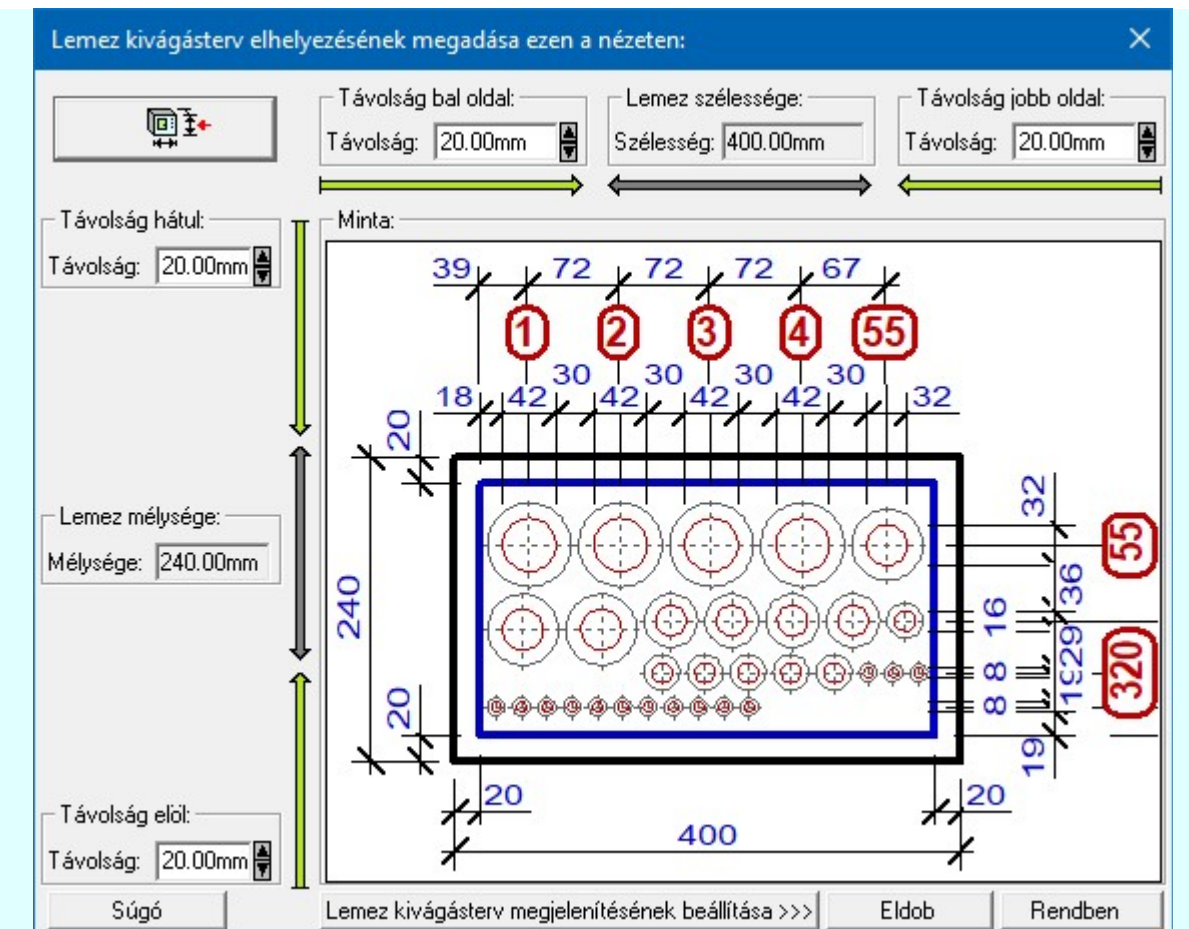 Lemez kivágásterv elhelyezésének megadása ezen a nézeten:
Távolság bal oldal:
Távolság: 20.00mm
Lemez szélessége:
Szélesség: 400.00mm
Távolság jobb oldal:
Távolság: 20.00mm
Távolság hátul:
Távolság: 20.00mm
Minta:
39 72 72 72 67
1 2 3 4 55
30 30 30 30
18 42 42 42 42 32
20
32
55
36
240
16
29
320
8
19
8
20
19
20 20
400
Lemez mélysége:
Mélysége: 240.00mm
Távolság elöl:
Távolság: 20.00mm
Súgó
Lemez kivágásterv megjelenítésének beállítása >>>
Eldob
Rendben